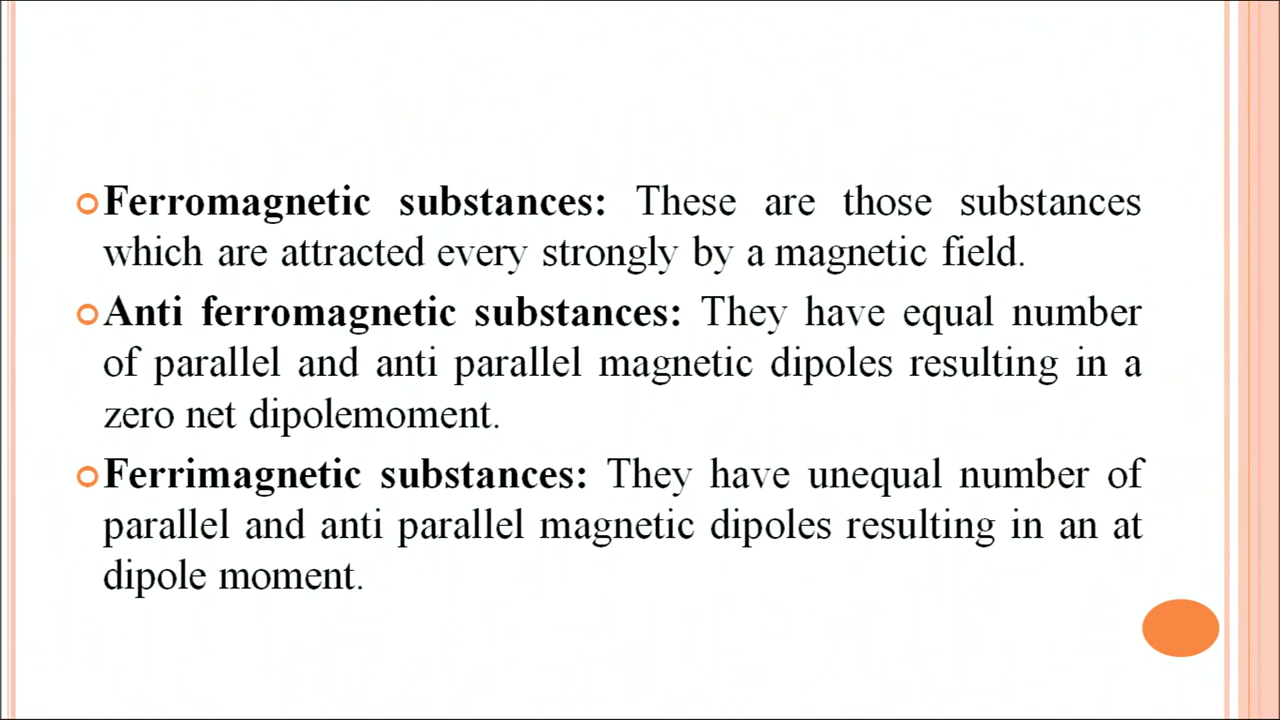 Ferromagnetic substances: These are those substances
which are attracted every strongly by a magnetic field.
Anti ferromagnetic substances: They have equal number
of parallel and anti parallel magnetic dipoles resulting in a
zero net dipolemoment.
Ferrimagnetic substances: They have unequal number of
parallel and anti parallel magnetic dipoles resulting in an at
dipole moment.